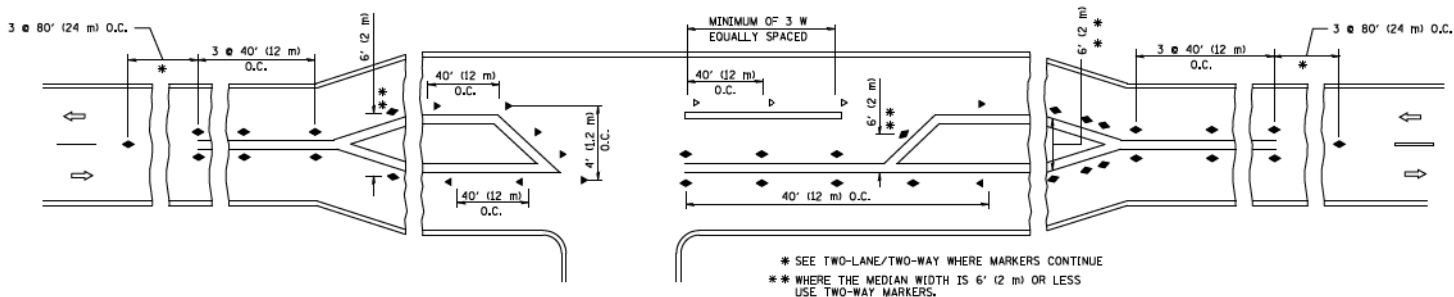 3 @ 80' (24 m) O.C.
3 @ 40' (12 m)
O.C.
*
6' (2 m)
**
40' (12 m)
O.C.
4' (1.2 m)
O.C.
40' (12 m)
O.C.
MINIMUM OF 3 W
EQUALLY SPACED
40' (12 m)
O.C.
6' (2 m)
**
40' (12 m) O.C.
6' (2 m)
**
3 @ 40' (12 m)
O.C.
3 @ 80' (24 m) O.C.
*
* SEE TWO-LANE/TWO-WAY WHERE MARKERS CONTINUE
** WHERE THE MEDIAN WIDTH IS 6' (2 m) OR LESS
USE TWO-WAY MARKERS.